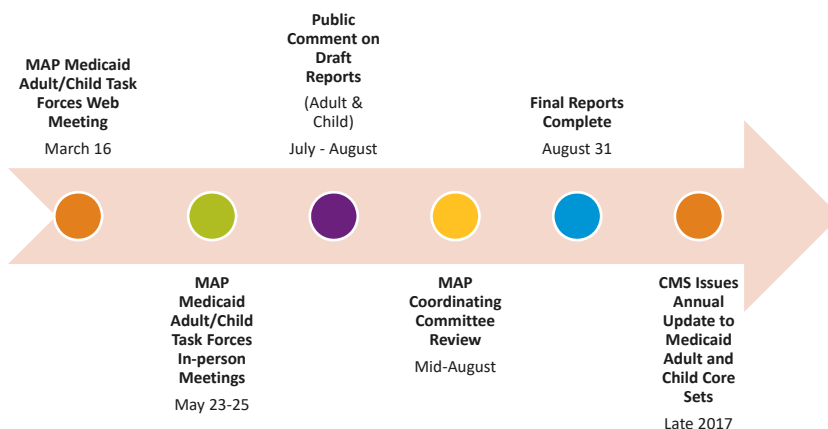 MAP Medicaid
Adult/Child Task
Forces Web
Meeting
March 16
MAP
Medicaid
Adult/Child
Task Forces
In-person
Meetings
May 23-25
Public
Comment on
Draft
Reports
(Adult &
Child)
July - August
MAP
Coordinating
Committee
Review
Mid-August
Final Reports
Complete
August 31
CMS Issues
Annual
Update to
Medicaid
Adult and
Child Core
Sets
Late 2017